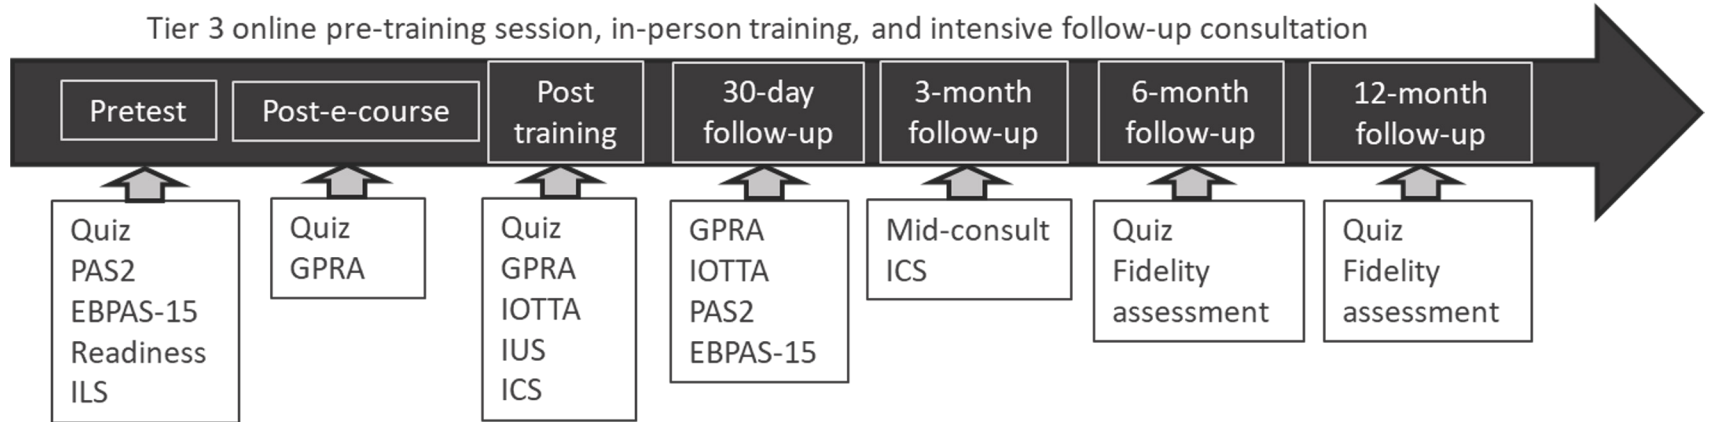 Tier 3 online pre-training session, in-person training, and intensive follow-up consultation
Pretest
Post-e-course
Post
training
30-day
follow-up
3-month
follow-up
6-month
follow-up
12-month
follow-up
Quiz
PAS2
EBPAS-15
Readiness
ILS
Quiz
GPRA
Quiz
GPRA
IOTTA
IUS
ICS
GPRA
IOTTA
PAS2
EBPAS-15
Mid-consult
ICS
Quiz
Fidelity
assessment
Quiz
Fidelity
assessment